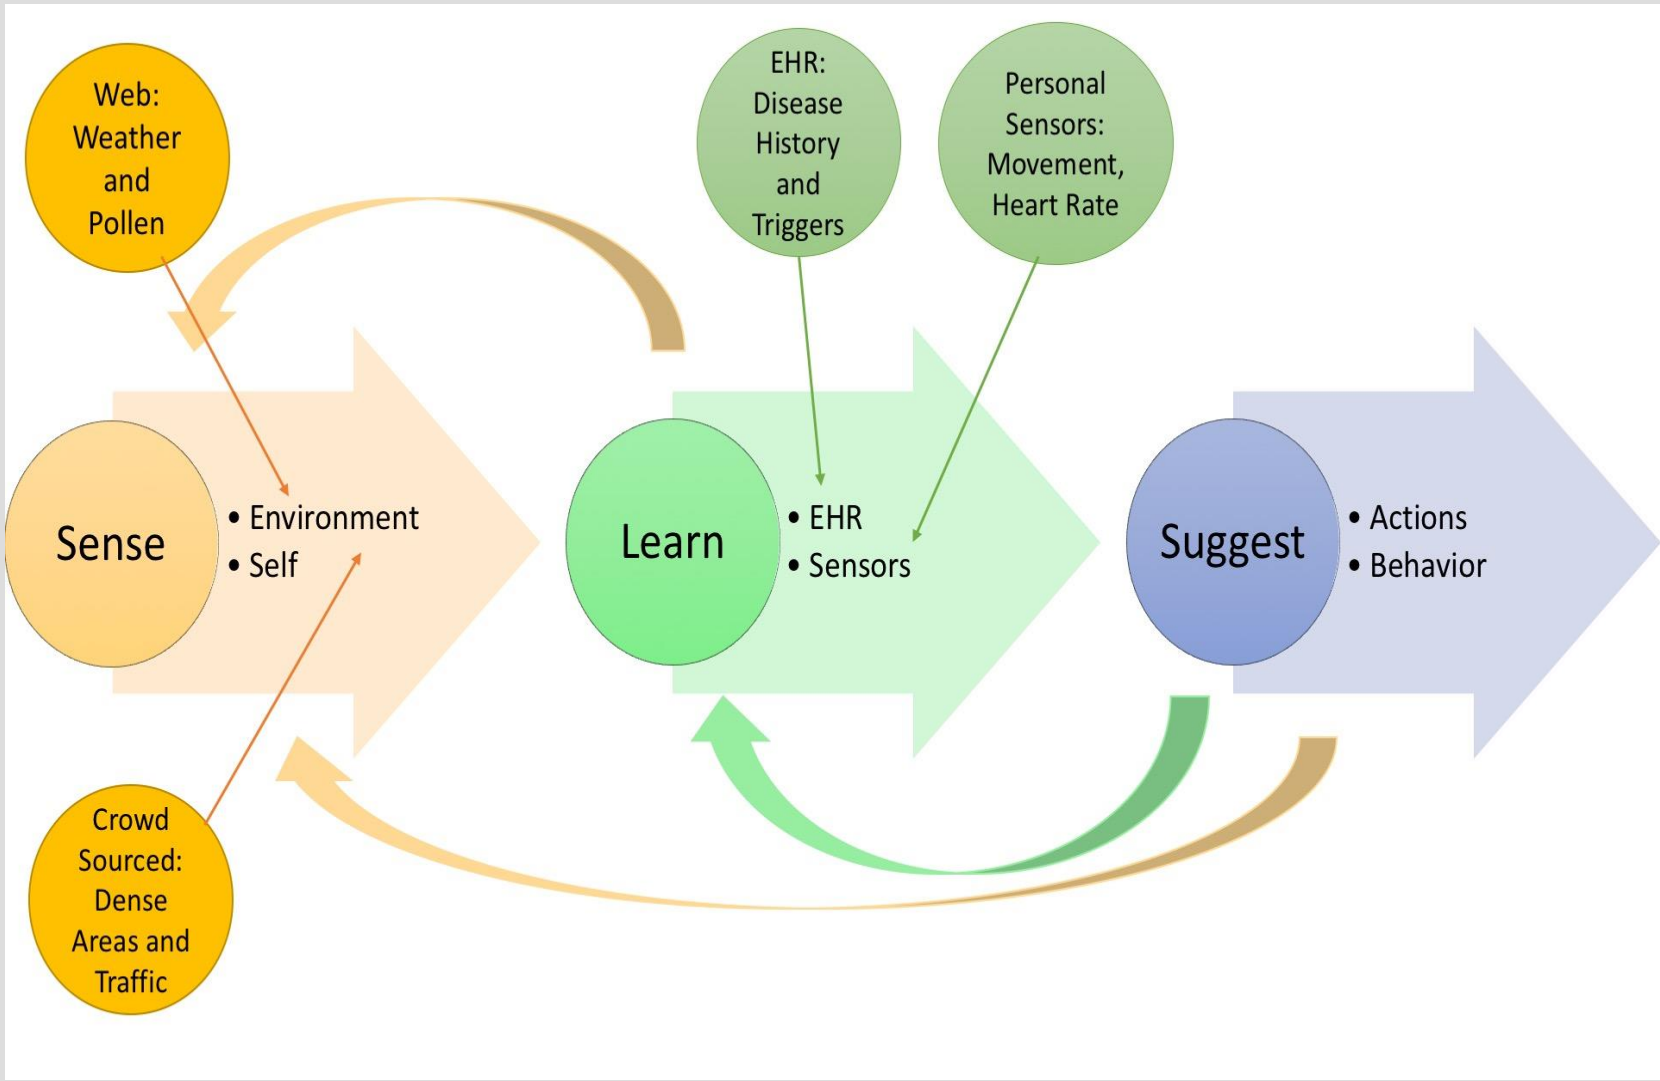 Web:
Weather
and
Pollen
EHR:
Disease
History
and
Triggers
Personal
Sensors:
Movement,
Heart Rate
Sense
• Environment
• Self
Learn
• EHR
• Sensors
Suggest
• Actions
• Behavior
Crowd
Sourced:
Dense
Areas and
Traffic